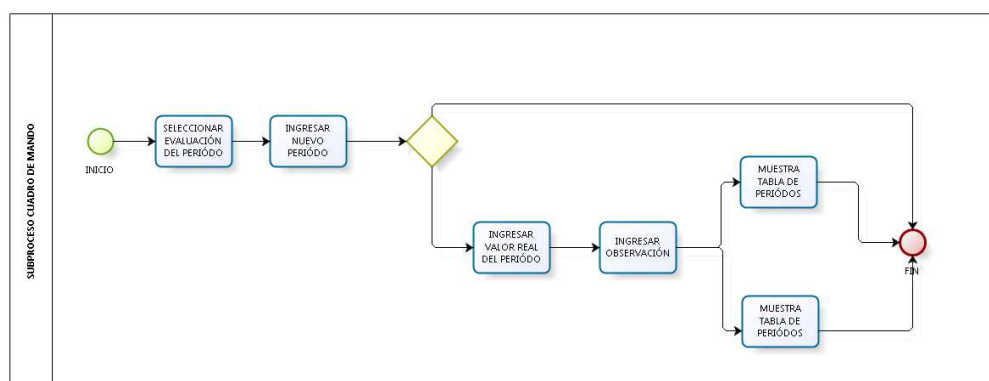 SUBPROCESO CUADRO DE MANDO
INICIO
SELECCIONAR
EVALUACIÓN
DEL PERIÓDO
INGRESAR
NUEVO
PERIÓDO
INGRESAR
VALOR REAL
DEL PERIÓDO
INGRESAR
OBSERVACIÓN
MUESTRA
TABLA DE
PERIÓDOS
MUESTRA
TABLA DE
PERIÓDOS
FIN